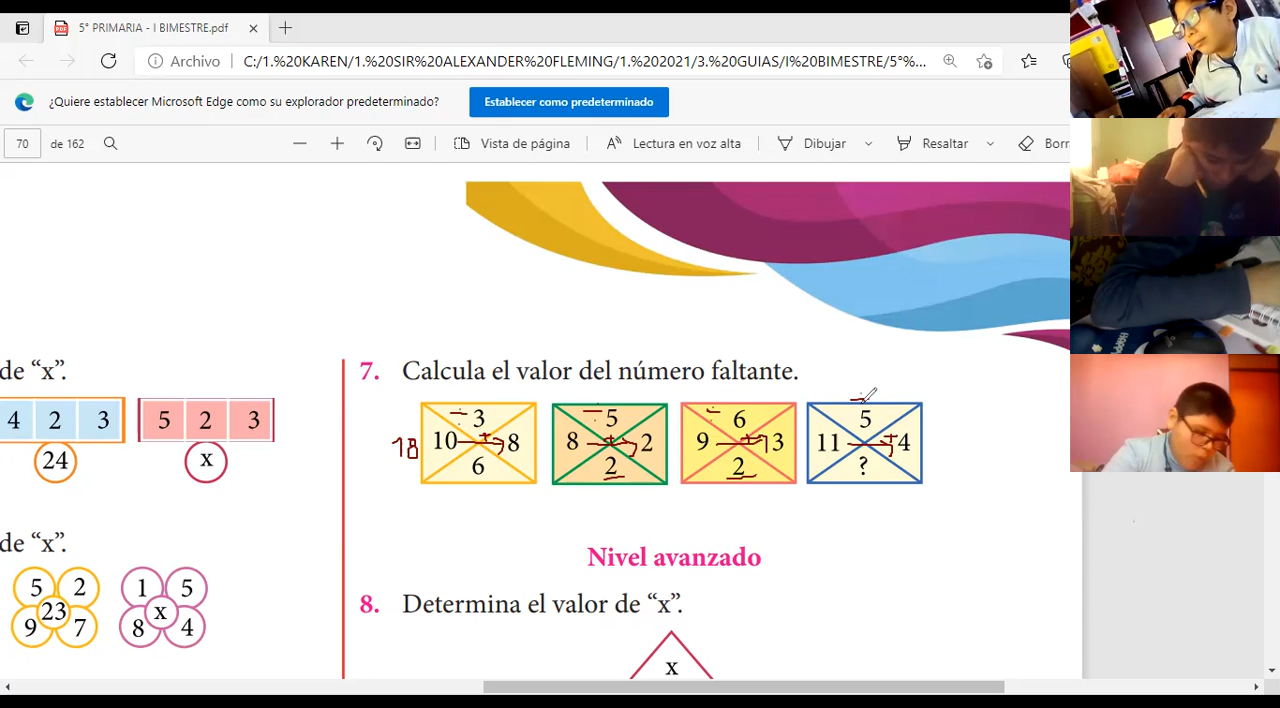 5° PRIMARIA - I BIMESTRE.pdf
Archivo
C:/1.%20KAREN/1.%20SIR%20ALEXANDER%20FLEMING/1.%202021/3.%20GUIAS/I%20BIMESTRE/5°%...
¿Quiere establecer Microsoft Edge como su explorador predeterminado?
Establecer como predeterminado
70 de 162
Vista de página
Lectura en voz alta
Dibujar
Resaltar
Borr
de “x”.
4 2 3
5 2 3
24
x
de “x”.
5 2
23
9 7
1 5
x
8 4
7. Calcula el valor del número faltante.
3 5 6 5
18 10 + 8 8 + 2 9 + 13 11 + 4
6 2 2 ?
Nivel avanzado
8. Determina el valor de “x”.
x